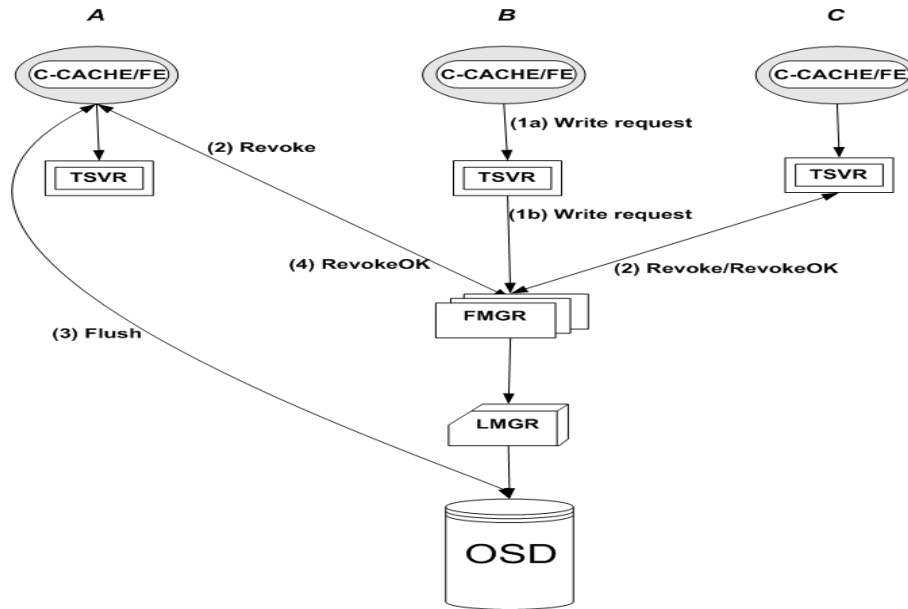 A
B
C
C-CACHE/FE
C-CACHE/FE
C-CACHE/FE
(1a) Write request
(2) Revoke
TSVR
TSVR
TSVR
(1b) Write request
(4) RevokeOK
(2) Revoke/RevokeOK
FMGR
(3) Flush
LMGR
OSD